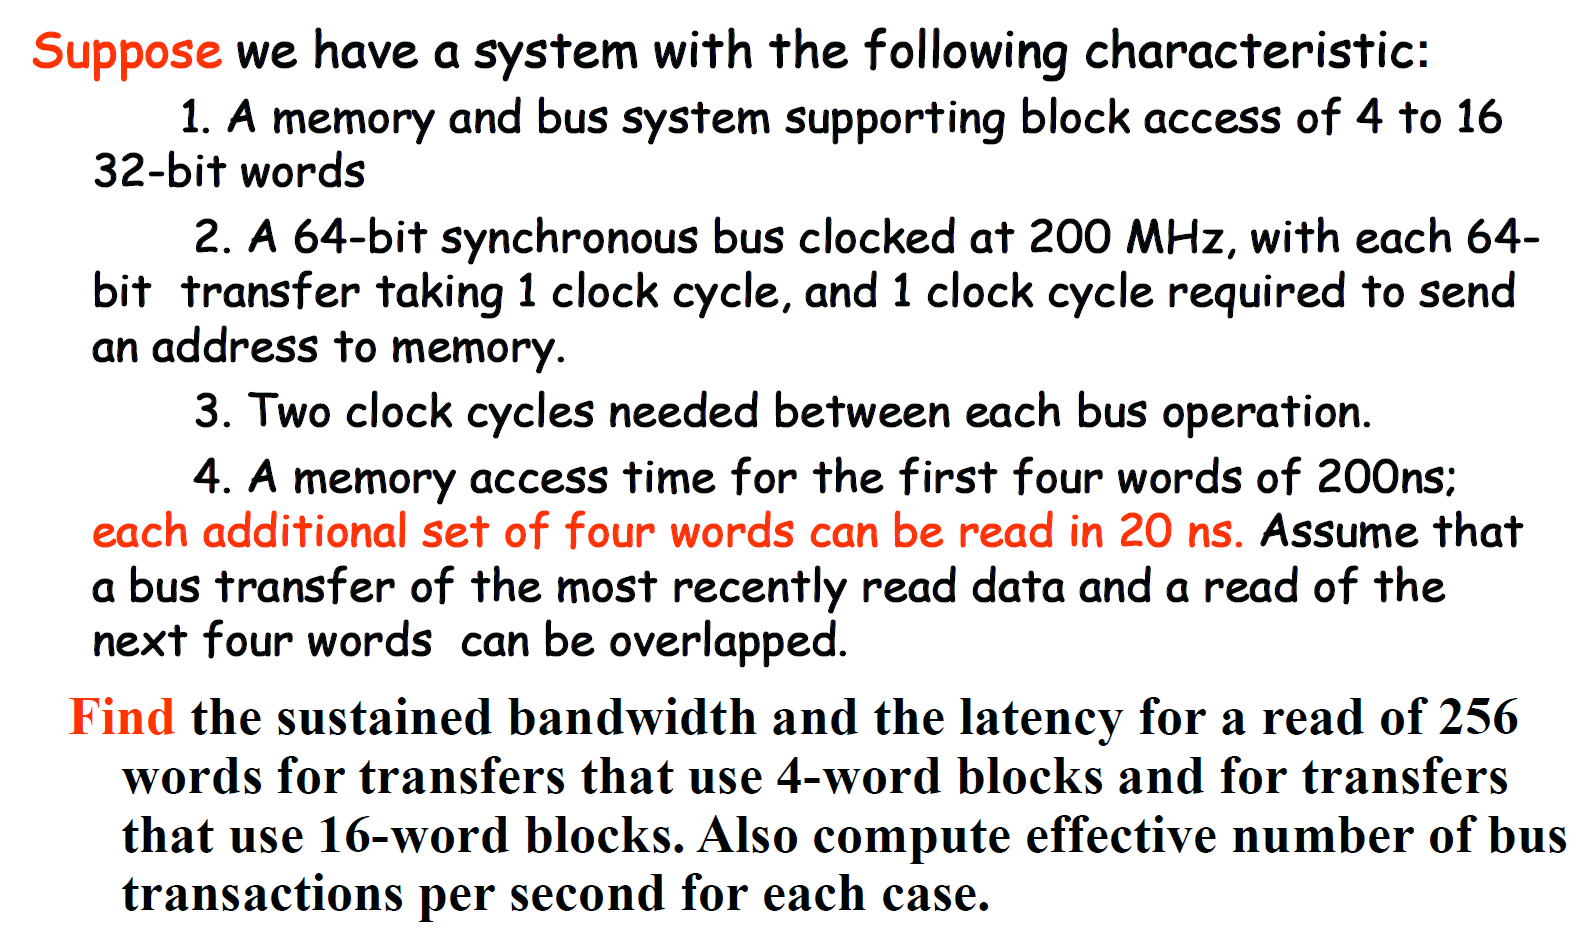 Suppose we have a system with the following characteristic:
1. A memory and bus system supporting block access of 4 to 16
32-bit words
2. A 64-bit synchronous bus clocked at 200 MHz, with each 64-
bit transfer taking 1 clock cycle, and 1 clock cycle required to send
an address to memory.
3. Two clock cycles needed between each bus operation.
4. A memory access time for the first four words of 200ns;
each additional set of four words can be read in 20 ns. Assume that
a bus transfer of the most recently read data and a read of the
next four words can be overlapped.
Find the sustained bandwidth and the latency for a read of 256
words for transfers that use 4-word blocks and for transfers
that use 16-word blocks. Also compute effective number of bus
transactions per second for each case.